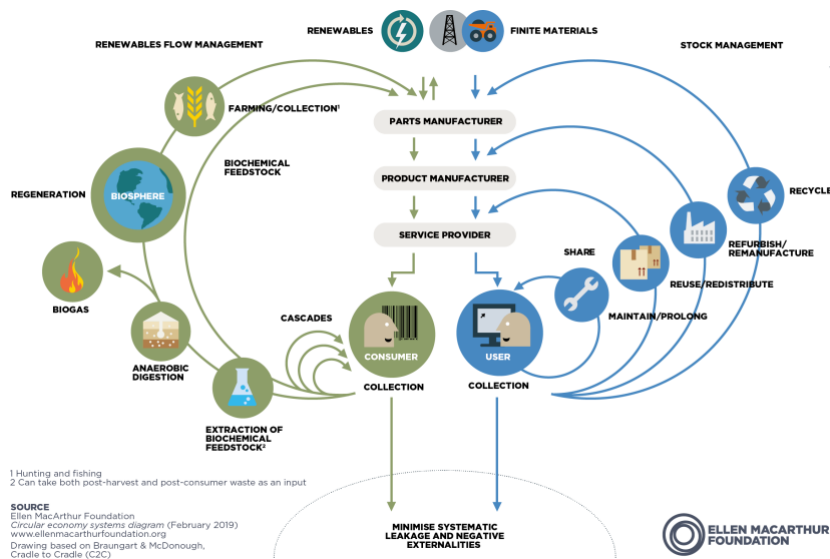 RENEWABLES
FINITE MATERIALS
RENEWABLES FLOW MANAGEMENT
STOCK MANAGEMENT
FARMING/COLLECTION1
PARTS MANUFACTURER
BIOCHEMICAL
FEEDSTOCK
PRODUCT MANUFACTURER
REGENERATION
BIOSPHERE
RECYCLE
SERVICE PROVIDER
SHARE
REFURBISH/
REMANUFACTURE
REUSE/REDISTRIBUTE
BIOGAS
CASCADES
MAINTAIN/PROLONG
CONSUMER
USER
ANAEROBIC
DIGESTION
COLLECTION
COLLECTION
EXTRACTION OF
BIOCHEMICAL
FEEDSTOCK2
1 Hunting and fishing
2 Can take both post-harvest and post-consumer waste as an input
SOURCE
Ellen MacArthur Foundation
Circular economy systems diagram (February 2019)
www.ellenmacarthurfoundation.org
Drawing based on Braungart & McDonough,
Cradle to Cradle (C2C)
MINIMISE SYSTEMATIC
LEAKAGE AND NEGATIVE
EXTERNALITIES
ELLEN MACARTHUR
FOUNDATION